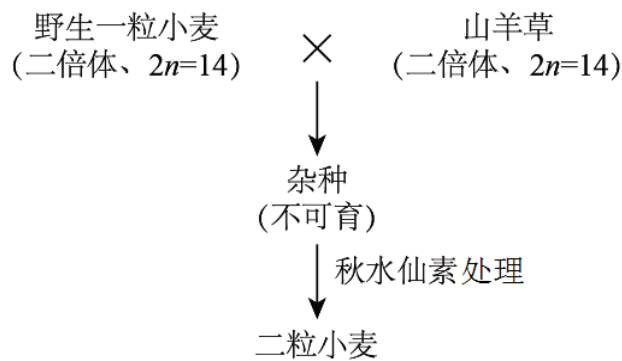 野生一粒小麦
(二倍体、2n=14)
×
山羊草
(二倍体、2n=14)
杂种
(不可育)
秋水仙素处理
二粒小麦